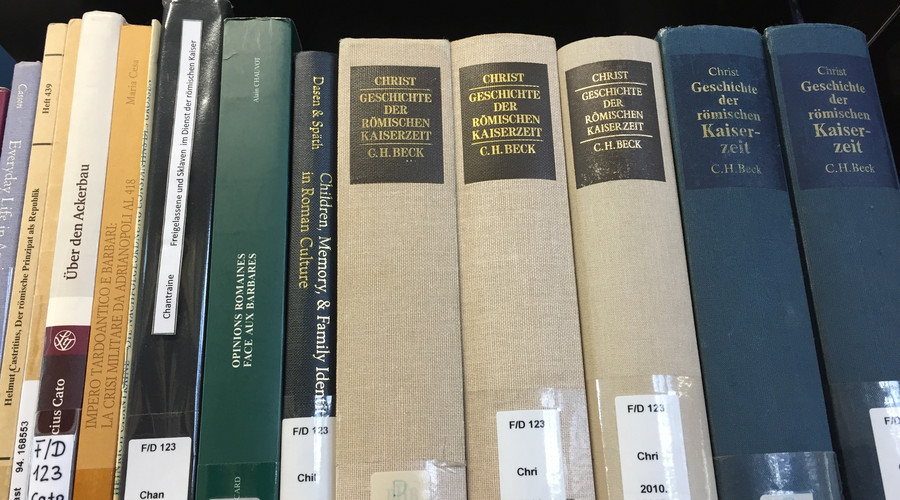 Everyday Life in
Heft 439
Helmut Castritius, Der römische Prinzipat als Republik
94. 168553
Über den Ackerbau
cius Cato
F/D
123
Cato
Maria Cesa
IMPERO TARDOANTICO E BARBARI:
LA CRISI MILITARE DA ADRIANOPOLI AL 418
Chantraine Freigelassene und Sklaven im Dienst der römischen Kaiser
F/D 123
Chan
Alain CHAUVOT
OPINIONS ROMAINES
FACE AUX BARBARES
Dasen & Späth
Children, Memory, & Family Identity
in Roman Culture
F/D 123
Chil
CHRIST
GESCHICHTE
DER
RÖMISCHEN
KAISERZEIT
C.H. BECK
CHRIST
GESCHICHTE
DER
RÖMISCHEN
KAISERZEIT
C.H. BECK
F/D 123
Chri
CHRIST
GESCHICHTE
DER
RÖMISCHEN
KAISERZEIT
C.H. BECK
F/D 123
Chri
2010.
Christ
Geschichte
der
römischen
Kaiser-
zeit
C.H. Beck
Christ
Geschichte
der
römischen
Kaiser-
zeit
C.H. Beck
F/D